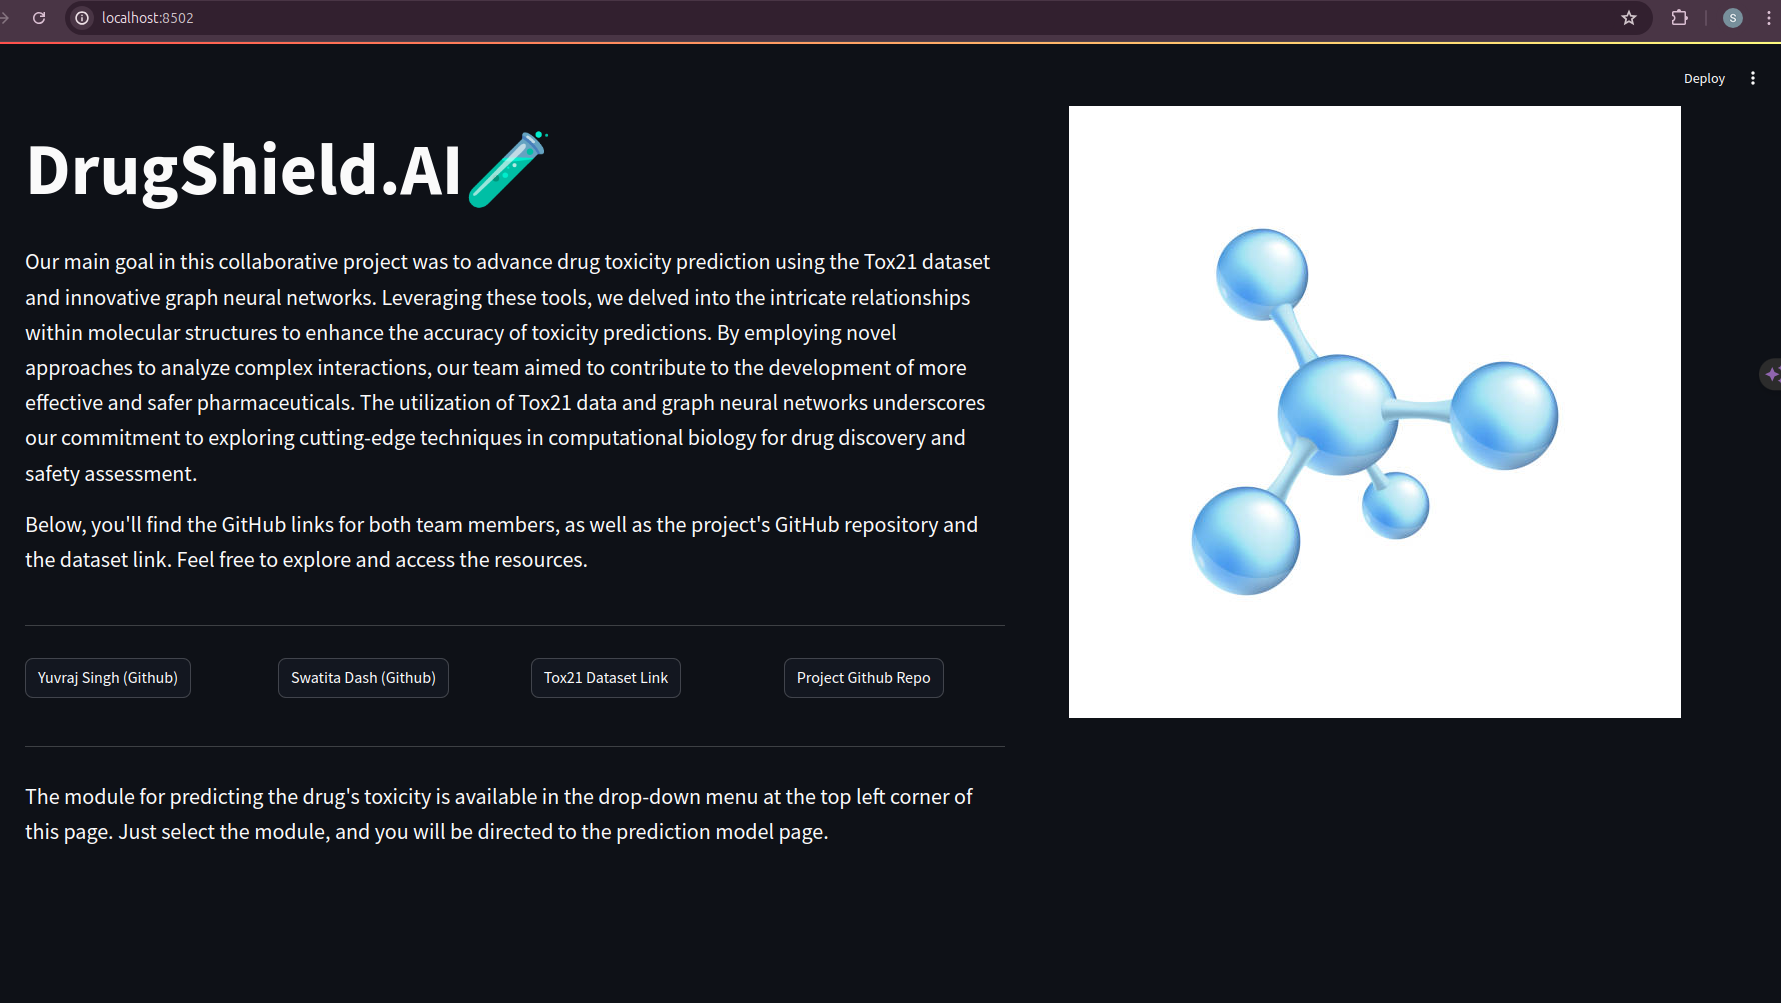 localhost:8502
S
Deploy
DrugShield.AI
Our main goal in this collaborative project was to advance drug toxicity prediction using the Tox21 dataset
and innovative graph neural networks. Leveraging these tools, we delved into the intricate relationships
within molecular structures to enhance the accuracy of toxicity predictions. By employing novel
approaches to analyze complex interactions, our team aimed to contribute to the development of more
effective and safer pharmaceuticals. The utilization of Tox21 data and graph neural networks underscores
our commitment to exploring cutting-edge techniques in computational biology for drug discovery and
safety assessment.
Below, you'll find the GitHub links for both team members, as well as the project's GitHub repository and
the dataset link. Feel free to explore and access the resources.
Yuvraj Singh (Github)
Swatita Dash (Github)
Tox21 Dataset Link
Project Github Repo
The module for predicting the drug's toxicity is available in the drop-down menu at the top left corner of
this page. Just select the module, and you will be directed to the prediction model page.